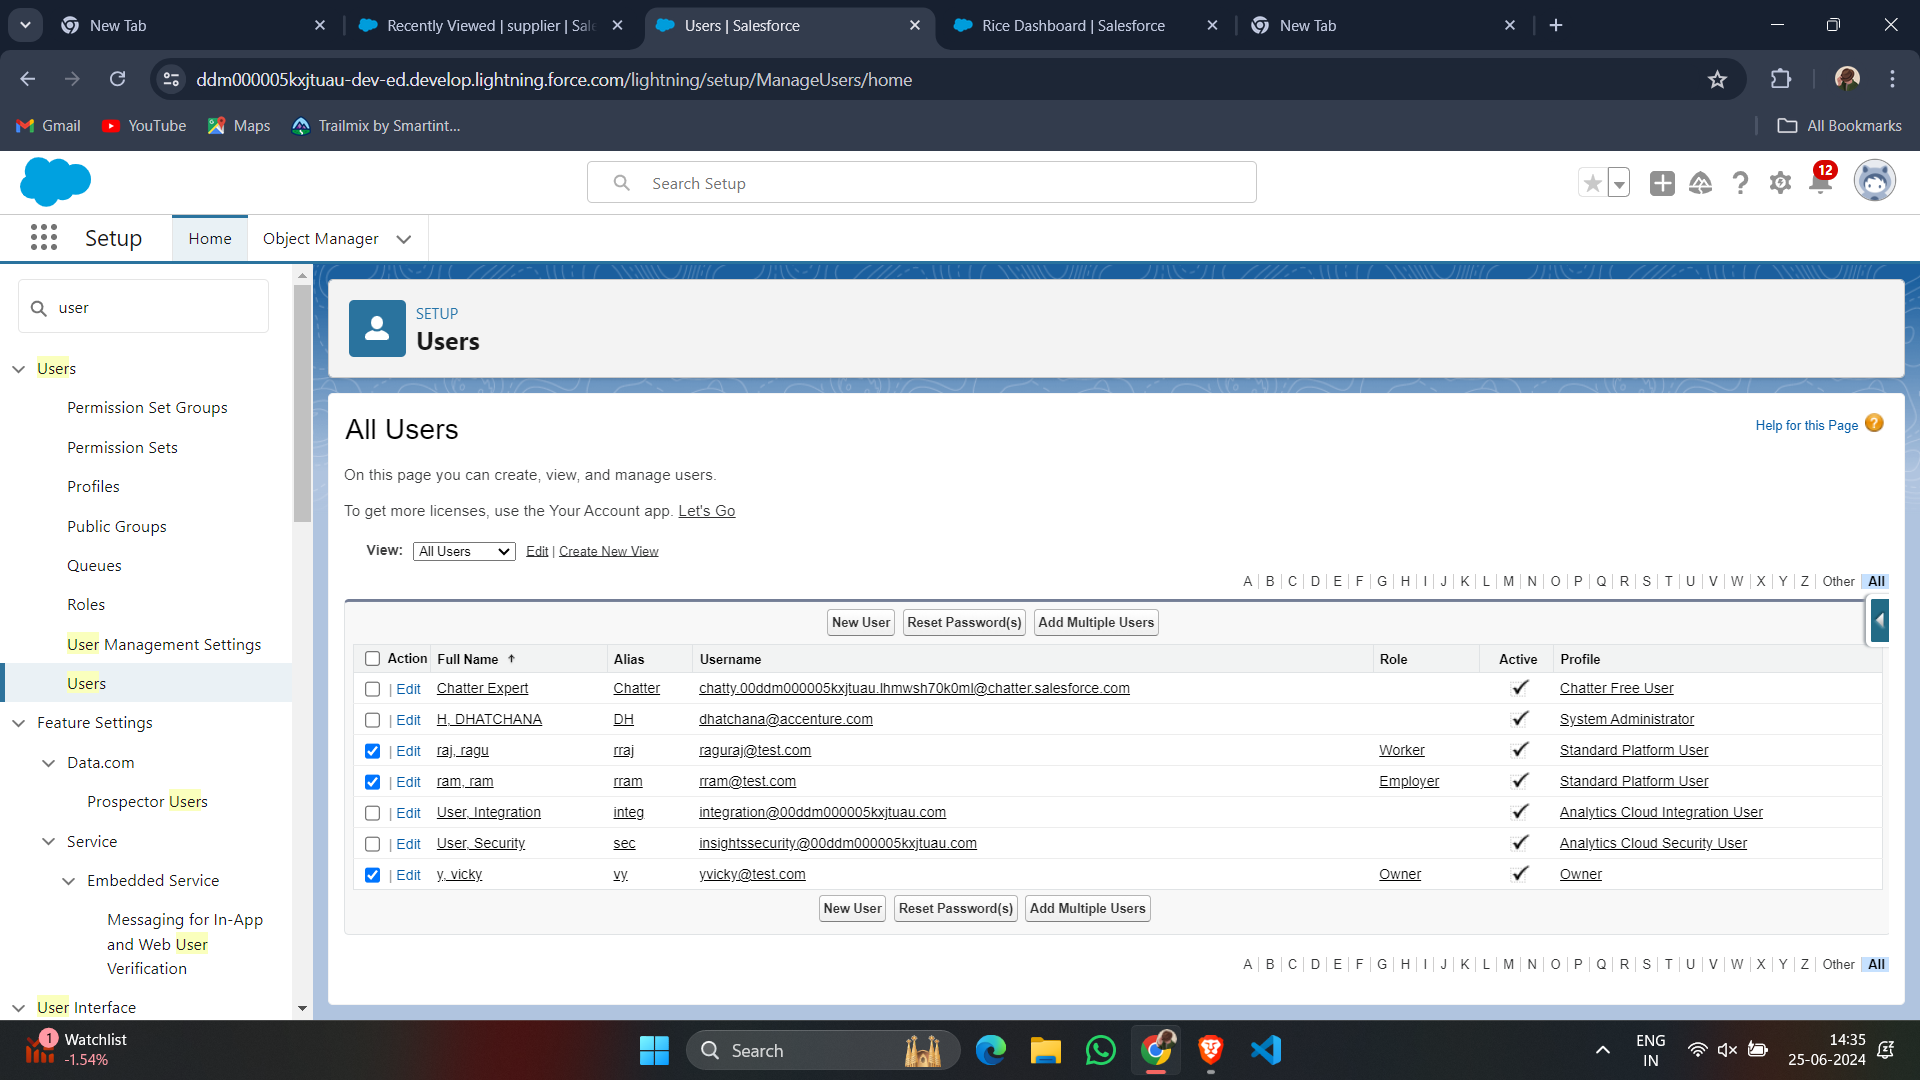 New Tab
Recently Viewed | supplier | Sale
Users | Salesforce
Rice Dashboard | Salesforce
New Tab
ddm000005kxjtuau-dev-ed.develop.lightning.force.com/lightning/setup/ManageUsers/home
Gmail
YouTube
Maps
Trailmix by Smartint...
All Bookmarks
Search Setup
12
Setup
Home
Object Manager
user
Users
Permission Set Groups
Permission Sets
Profiles
Public Groups
Queues
Roles
User Management Settings
Users
Feature Settings
Data.com
Prospector Users
Service
Embedded Service
Messaging for In-App
and Web User
Verification
User Interface
SETUP
Users
All Users
Help for this Page ?
On this page you can create, view, and manage users.
To get more licenses, use the Your Account app. Let's Go
View: All Users Edit | Create New View
A B C D E F G H I J K L M N O P Q R S T U V W X Y Z Other All
New User Reset Password(s) Add Multiple Users
Action Full Name ↑ Alias Username Role Active Profile
| Edit Chatter Expert Chatter chatty.00ddm000005kxjtuau.lhmwsh70k0ml@chatter.salesforce.com Chatter Free User
| Edit H, DHATCHANA DH dhatchana@accenture.com System Administrator
| Edit raj, ragu rraj raguraj@test.com Worker Standard Platform User
| Edit ram, ram rram rram@test.com Employer Standard Platform User
| Edit User, Integration integ integration@00ddm000005kxjtuau.com Analytics Cloud Integration User
| Edit User, Security sec insightssecurity@00ddm000005kxjtuau.com Analytics Cloud Security User
| Edit y, vicky vy yvicky@test.com Owner Owner
New User Reset Password(s) Add Multiple Users
A B C D E F G H I J K L M N O P Q R S T U V W X Y Z Other All
1
Watchlist
-1.54%
Search
ENG
IN
14:35
25-06-2024